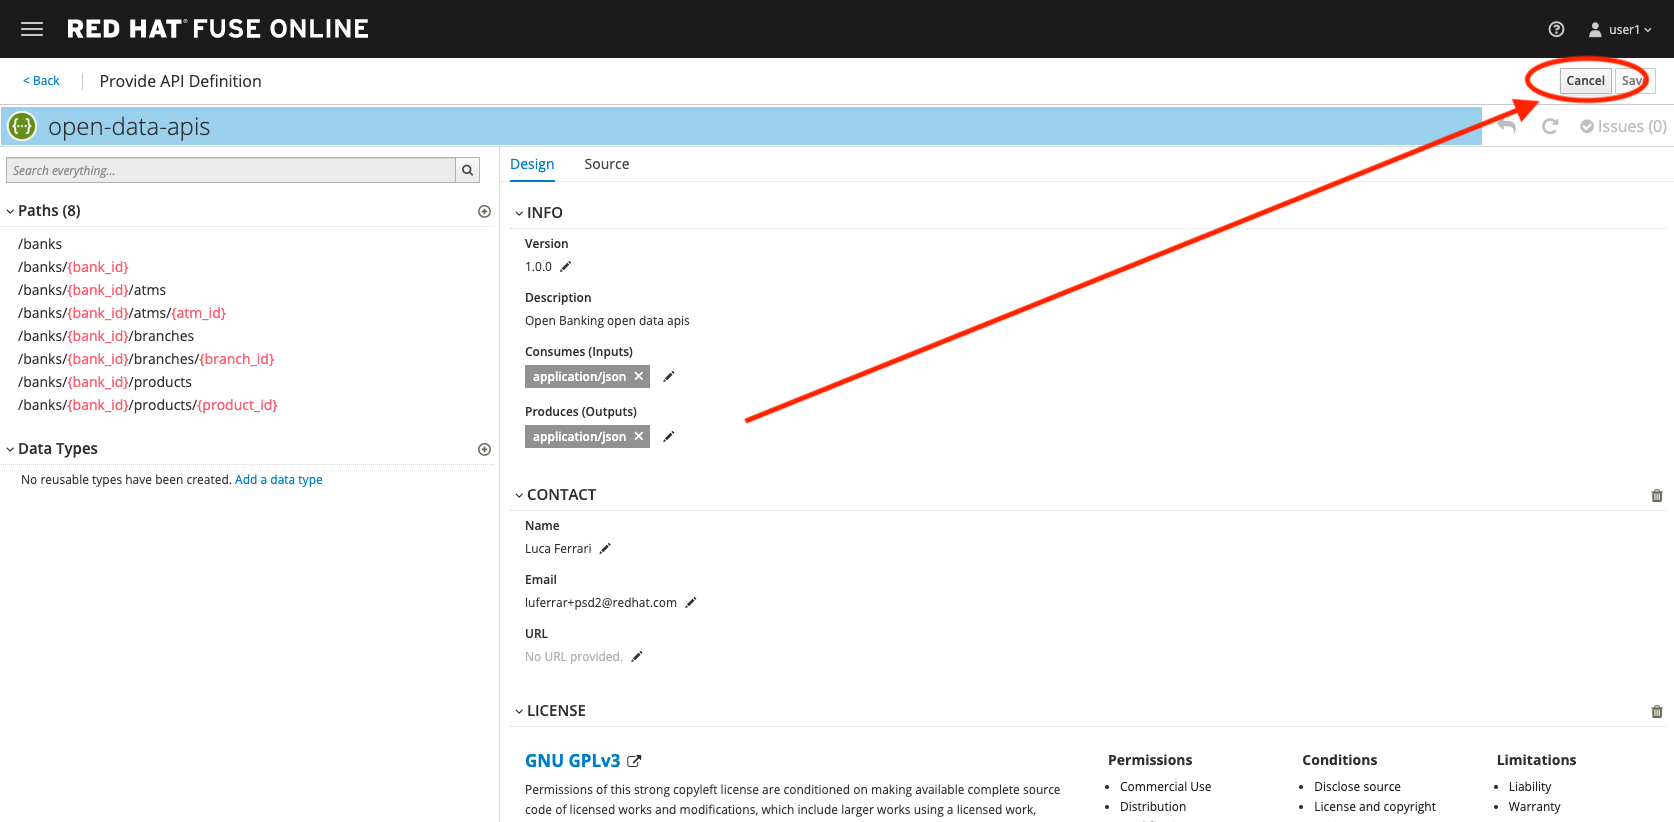 RED HAT® FUSE ONLINE
user1
< Back
Provide API Definition
Cancel
Save
open-data-apis
Issues (0)
Search everything...
Design
Source
Paths (8)
/banks
/banks/{bank_id}
/banks/{bank_id}/atms
/banks/{bank_id}/atms/{atm_id}
/banks/{bank_id}/branches
/banks/{bank_id}/branches/{branch_id}
/banks/{bank_id}/products
/banks/{bank_id}/products/{product_id}
Data Types
No reusable types have been created. Add a data type
INFO
Version
1.0.0
Description
Open Banking open data apis
Consumes (Inputs)
application/json
Produces (Outputs)
application/json
CONTACT
Name
Luca Ferrari
Email
luferrar+psd2@redhat.com
URL
No URL provided.
LICENSE
GNU GPLv3
Permissions of this strong copyleft license are conditioned on making available complete source
code of licensed works and modifications, which include larger works using a licensed work,
Permissions
Commercial Use
Distribution
Conditions
Disclose source
License and copyright
Limitations
Liability
Warranty